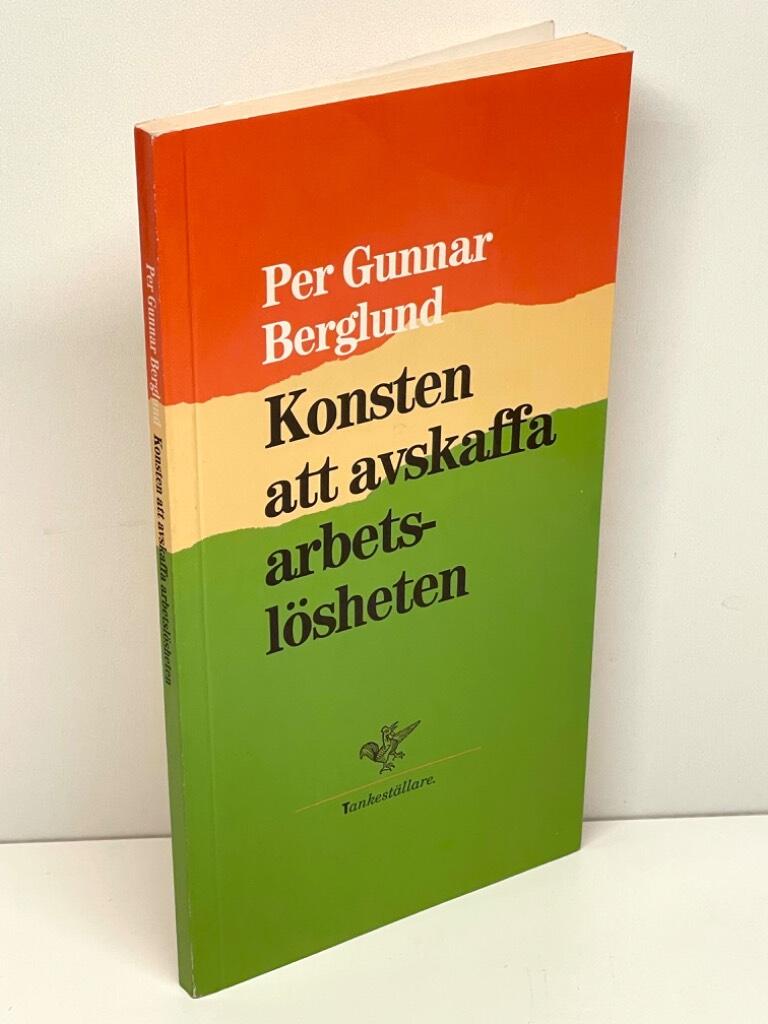 Per Gunnar
Berglund
Konsten
att avskaffa
arbets-
lösheten
Tankeställare.
Per Gunnar Berglund Konsten att avskaffa arbetslösheten